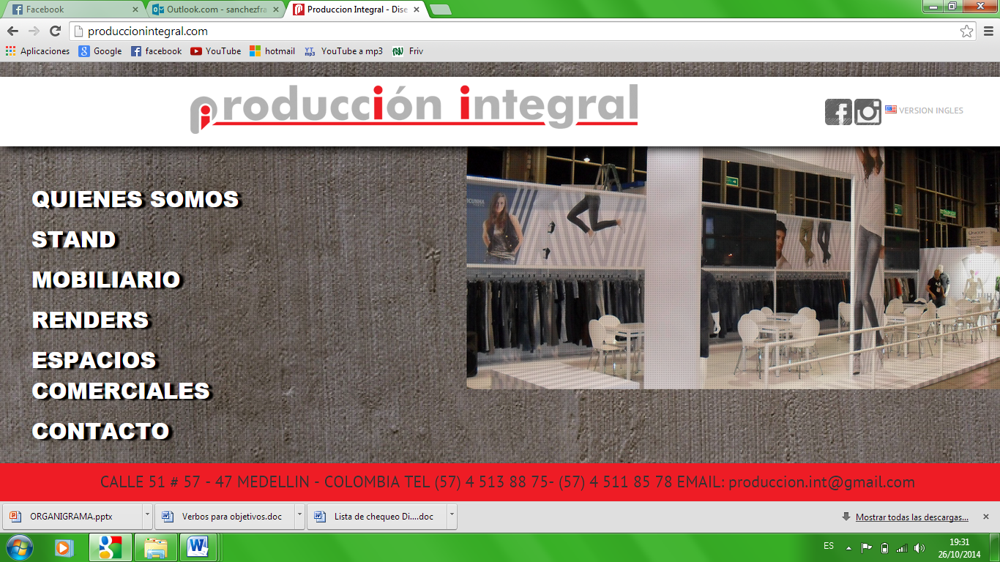 Facebook
Outlook.com - sanchezfra
Produccion Integral - Dise
produccionintegral.com
Aplicaciones
Google
facebook
YouTube
hotmail
YouTube a mp3
Friv
producción integral
VERSION INGLES
QUIENES SOMOS
STAND
MOBILIARIO
RENDERS
ESPACIOS
COMERCIALES
CONTACTO
CALLE 51 # 57 - 47 MEDELLIN - COLOMBIA TEL (57) 4 513 88 75- (57) 4 511 85 78 EMAIL: produccion.int@gmail.com
ORGANIGRAMA.pptx
Verbos para objetivos.doc
Lista de chequeo Di....doc
Mostrar todas las descargas...
ES
19:31
26/10/2014